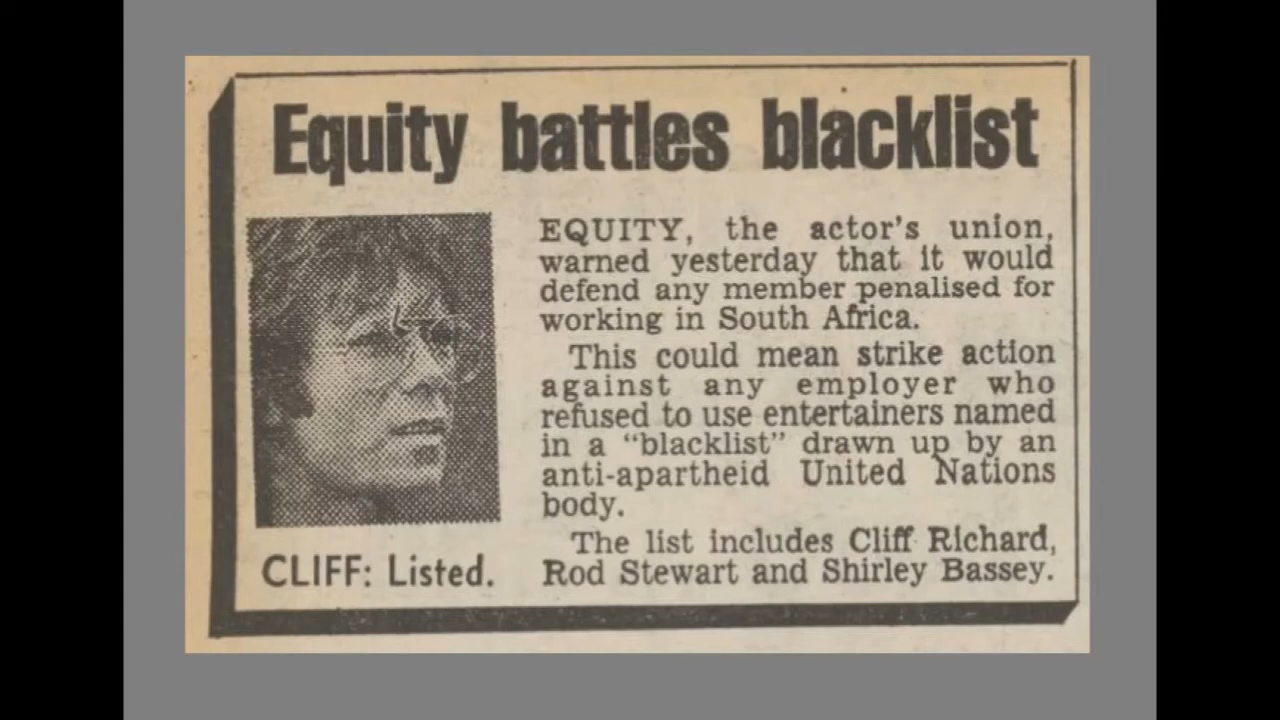 Equity battles blacklist
EQUITY, the actor's union,
warned yesterday that it would
defend any member penalised for
working in South Africa.
This could mean strike action
against any employer who
refused to use entertainers named
in a "blacklist" drawn up by an
anti-apartheid United Nations
body.
The list includes Cliff Richard,
Rod Stewart and Shirley Bassey.
CLIFF: Listed.